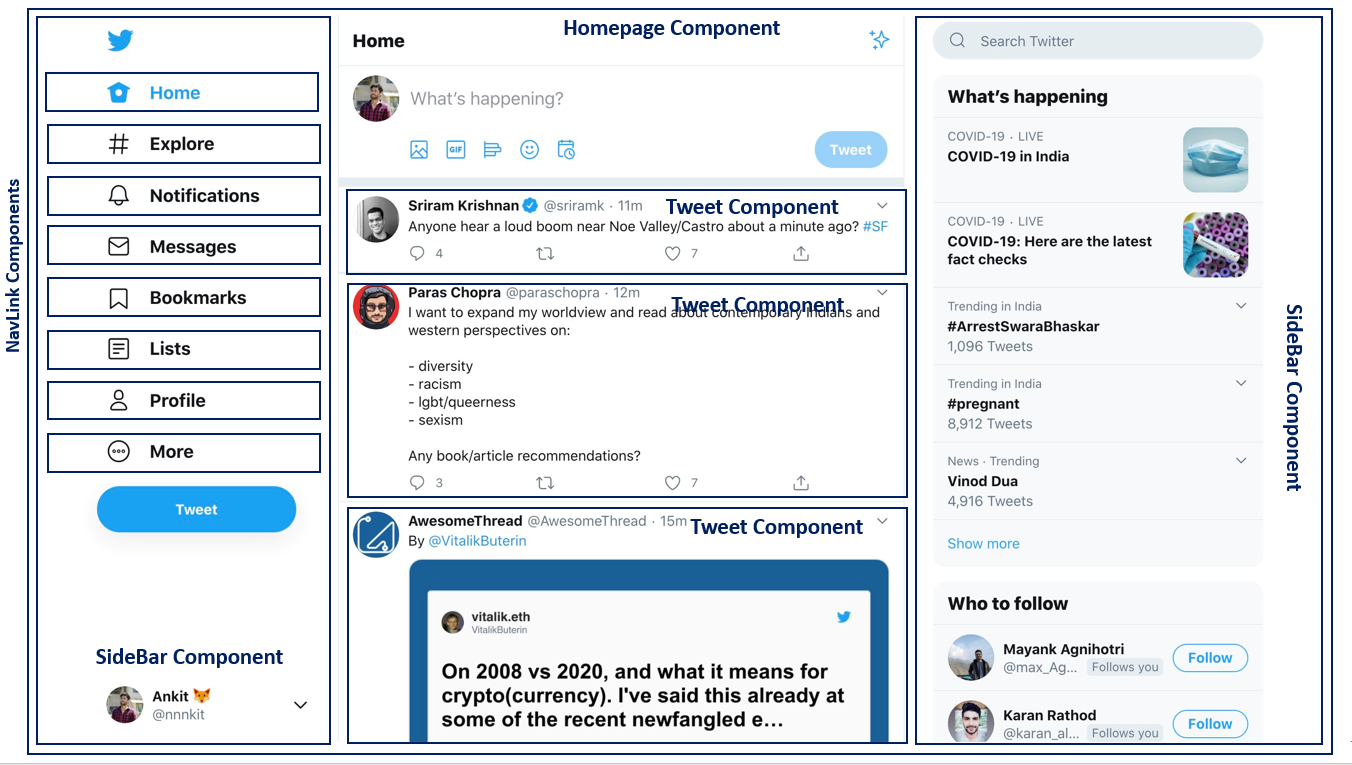 Homepage Component
NavLink Components
Home
Explore
Notifications
Messages
Bookmarks
Lists
Profile
More
Tweet
SideBar Component
Ankit 🦊
@nnnkit
Home
What's happening?
GIF
Tweet
Sriram Krishnan @sriramk · 11m
Tweet Component
Anyone hear a loud boom near Noe Valley/Castro about a minute ago? #SF
4 7
Paras Chopra @paraschopra · 12m
Tweet Component
I want to expand my worldview and read about contemporary Indians and
western perspectives on:
- diversity
- racism
- lgbt/queerness
- sexism
Any book/article recommendations?
3 7
AwesomeThread @AwesomeThread · 15m
Tweet Component
By @VitalikButerin
vitalik.eth
VitalikButerin
On 2008 vs 2020, and what it means for
crypto(currency). I've said this already at
some of the recent newfangled e...
Search Twitter
What's happening
COVID-19 · LIVE
COVID-19 in India
COVID-19 · LIVE
COVID-19: Here are the latest
fact checks
Trending in India
#ArrestSwaraBhaskar
1,096 Tweets
Trending in India
#pregnant
8,912 Tweets
News · Trending
Vinod Dua
4,916 Tweets
Show more
Who to follow
Mayank Agnihotri
@max_Ag... Follows you
Follow
Karan Rathod
@karan_al... Follows you
Follow
SideBar Component